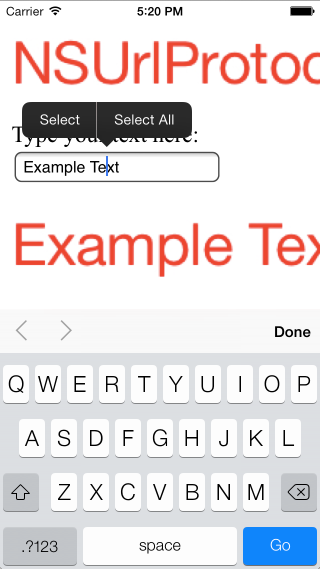 Carrier 5:20 PM
NSUrlProtoc
Select Select All
Type your text here:
Example Text
Example Tex
Done
Q W E R T Y U I O P
A S D F G H J K L
Z X C V B N M
.?123 space Go